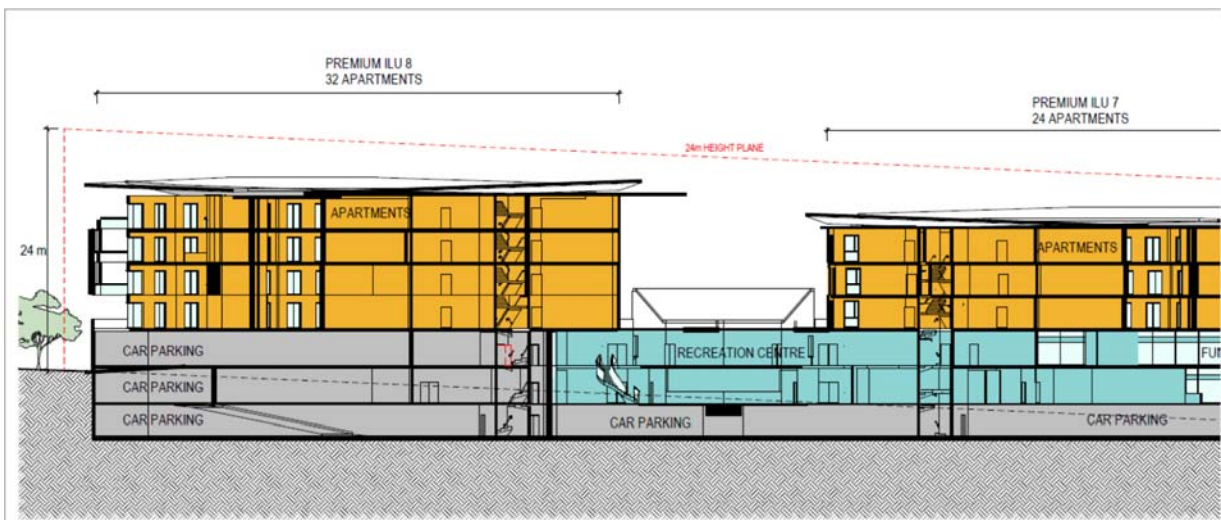 PREMIUM ILU 8
32 APARTMENTS
PREMIUM ILU 7
24 APARTMENTS
24m HEIGHT PLANE
APARTMENTS
24 m
APARTMENTS
CAR PARKING
RECREATION CENTRE
FUN
CAR PARKING
CAR PARKING
CAR PARKING
CAR PARKING